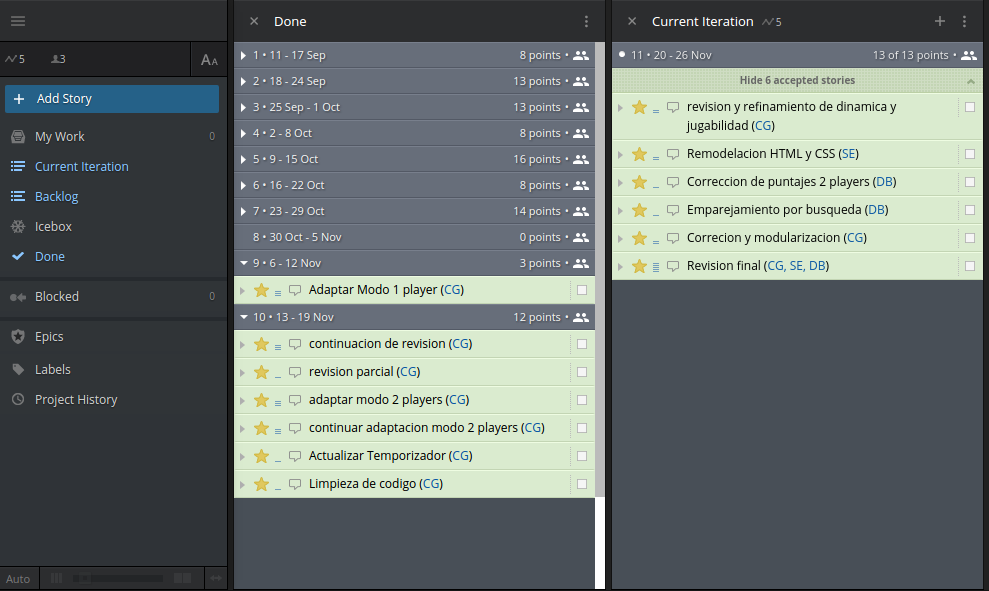 5
3
AA
+ Add Story
My Work 0
Current Iteration
Backlog
Icebox
Done
Blocked 0
Epics
Labels
Project History
Auto
Done
1 • 11 - 17 Sep 8 points •
2 • 18 - 24 Sep 13 points •
3 • 25 Sep - 1 Oct 13 points •
4 • 2 - 8 Oct 8 points •
5 • 9 - 15 Oct 16 points •
6 • 16 - 22 Oct 8 points •
7 • 23 - 29 Oct 14 points •
8 • 30 Oct - 5 Nov 0 points •
9 • 6 - 12 Nov 3 points •
Adaptar Modo 1 player (CG)
10 • 13 - 19 Nov 12 points •
continuacion de revision (CG)
revision parcial (CG)
adaptar modo 2 players (CG)
continuar adaptacion modo 2 players (CG)
Actualizar Temporizador (CG)
Limpieza de codigo (CG)
Current Iteration 5
11 • 20 - 26 Nov 13 of 13 points •
Hide 6 accepted stories
revision y refinamiento de dinamica y
jugabilidad (CG)
Remodelacion HTML y CSS (SE)
Correccion de puntajes 2 players (DB)
Emparejamiento por busqueda (DB)
Correcion y modularizacion (CG)
Revision final (CG, SE, DB)